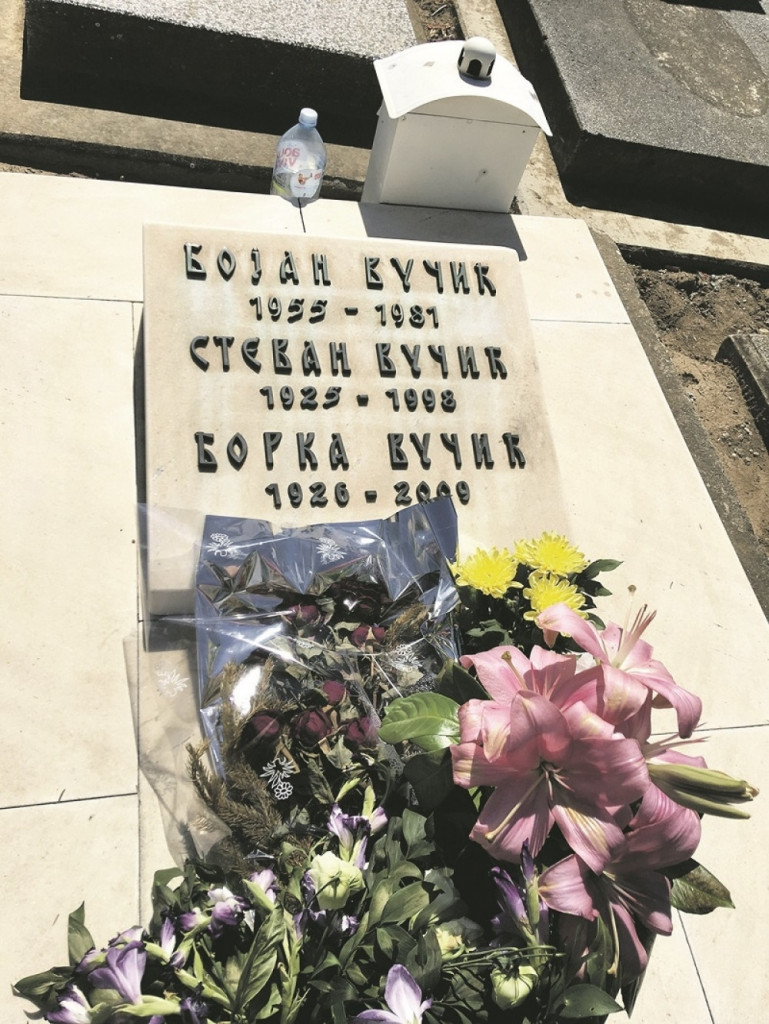 БОЈАН ВУЧИЋ
1955 - 1981
СТЕВАН ВУЧИЋ
1925 - 1998
БОРКА ВУЧИЋ
1926 - 2009